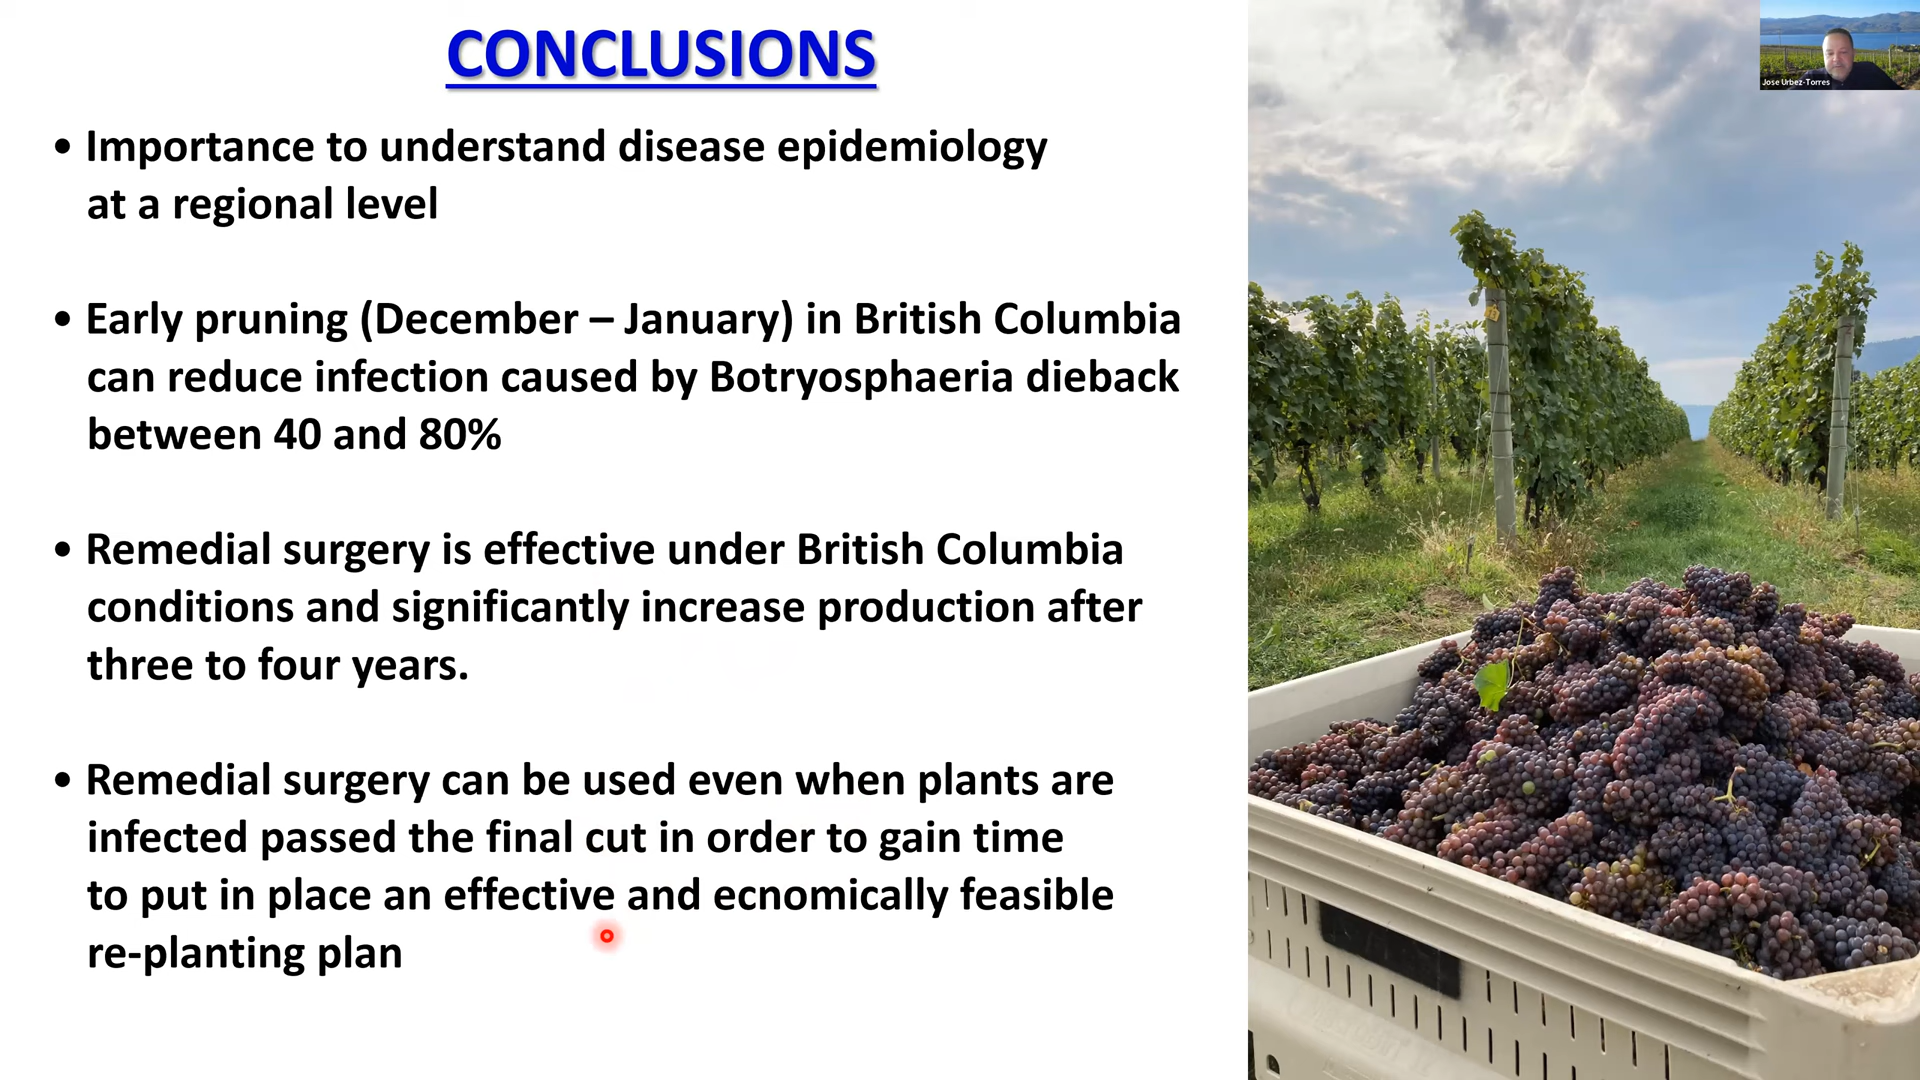 CONCLUSIONS
Jose Urbez-Torres
• Importance to understand disease epidemiology
at a regional level
• Early pruning (December – January) in British Columbia
can reduce infection caused by Botryosphaeria dieback
between 40 and 80%
• Remedial surgery is effective under British Columbia
conditions and significantly increase production after
three to four years.
• Remedial surgery can be used even when plants are
infected passed the final cut in order to gain time
to put in place an effective and ecnomically feasible
re-planting plan